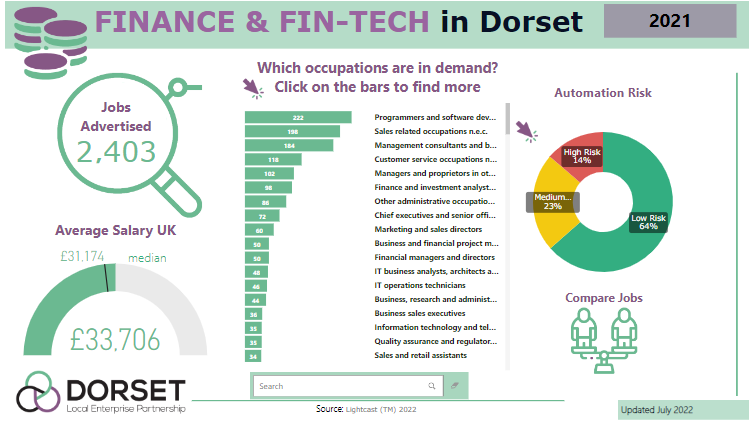 FINANCE & FIN-TECH in Dorset
2021
Jobs
Advertised
2,403
Average Salary UK
£31,174 median
£33,706
DORSET
Local Enterprise Partnership
Which occupations are in demand?
Click on the bars to find more
222 Programmers and software dev...
198 Sales related occupations n.e.c.
184 Management consultants and b...
118 Customer service occupations n...
102 Managers and proprietors in ot...
98 Finance and investment analyst...
86 Other administrative occupatio...
72 Chief executives and senior offi...
60 Marketing and sales directors
50 Business and financial project m...
50 Financial managers and directors
48 IT business analysts, architects a...
46 IT operations technicians
44 Business, research and administ...
36 Business sales executives
35 Information technology and tel...
35 Quality assurance and regulator...
34 Sales and retail assistants
Search
Source: Lightcast (TM) 2022
Automation Risk
High Risk
14%
Medium...
23%
Low Risk
64%
Compare Jobs
Updated July 2022